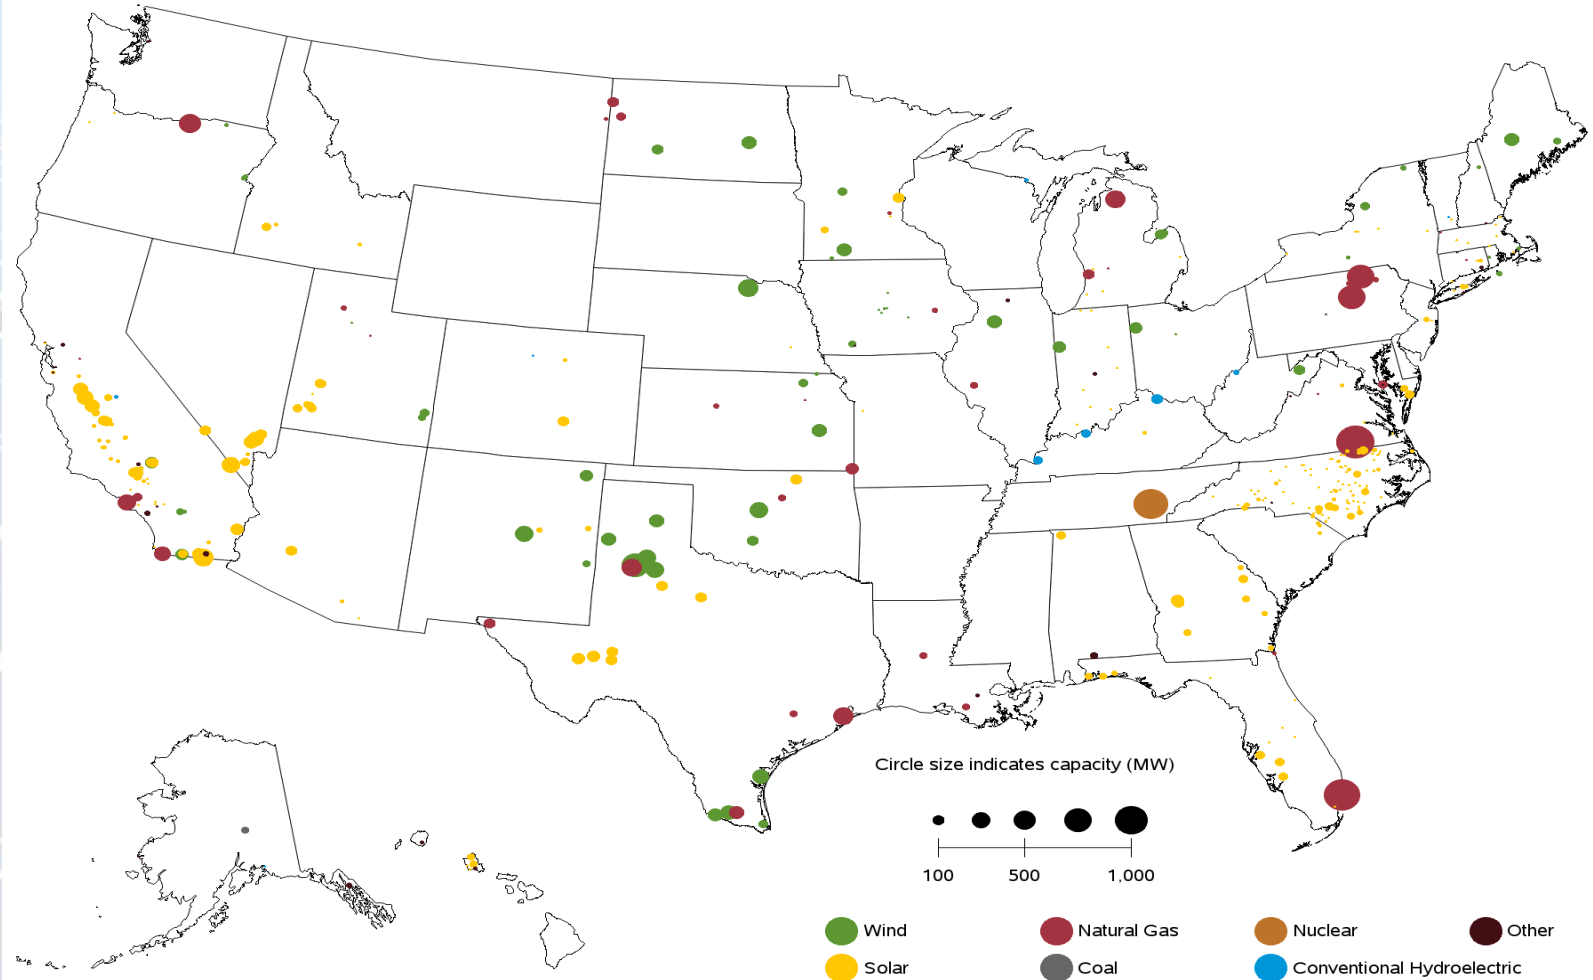 Circle size indicates capacity (MW)
100 500 1,000
Wind Natural Gas Nuclear Other
Solar Coal Conventional Hydroelectric